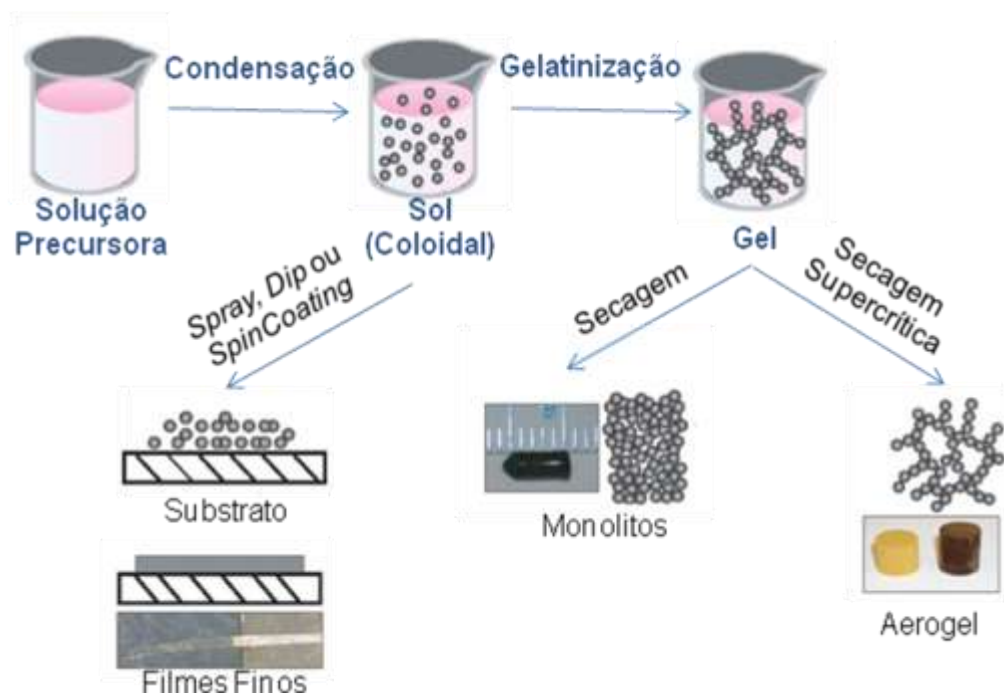 Condensação
Gelatinização
Solução
Precursora
Sol
(Coloidal)
Gel
Spray, Dip ou
SpinCoating
Secagem
Secagem
Supercrítica
Substrato
Monolitos
Aerogel
Filmes Finos